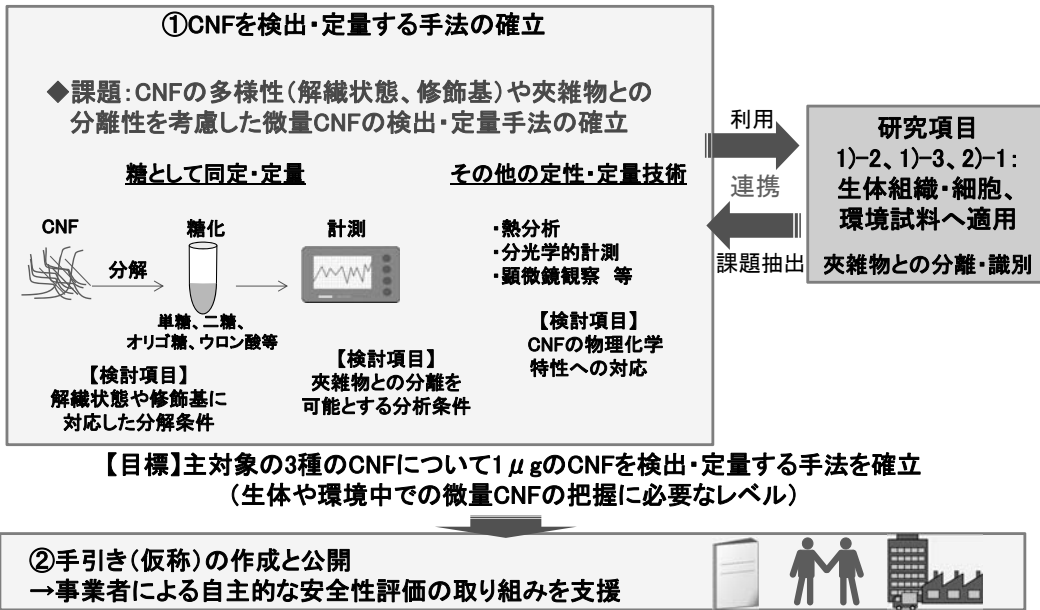 ①CNFを検出・定量する手法の確立
◆課題：CNFの多様性（解繊状態、修飾基）や夾雑物との
分離性を考慮した微量CNFの検出・定量手法の確立
糖として同定・定量
CNF
分解
糖化
計測
単糖、二糖、
オリゴ糖、ウロン酸等
【検討項目】
解繊状態や修飾基に
対応した分解条件
【検討項目】
夾雑物との分離を
可能とする分析条件
その他の定性・定量技術
・熱分析
・分光学的計測
・顕微鏡観察　等
【検討項目】
CNFの物理化学
特性への対応
利用
連携
課題抽出
研究項目
1)-2、1)-3、2)-1：
生体組織・細胞、
環境試料へ適用
夾雑物との分離・識別
【目標】主対象の3種のCNFについて1μgのCNFを検出・定量する手法を確立
（生体や環境中での微量CNFの把握に必要なレベル）
②手引き（仮称）の作成と公開
→事業者による自主的な安全性評価の取り組みを支援